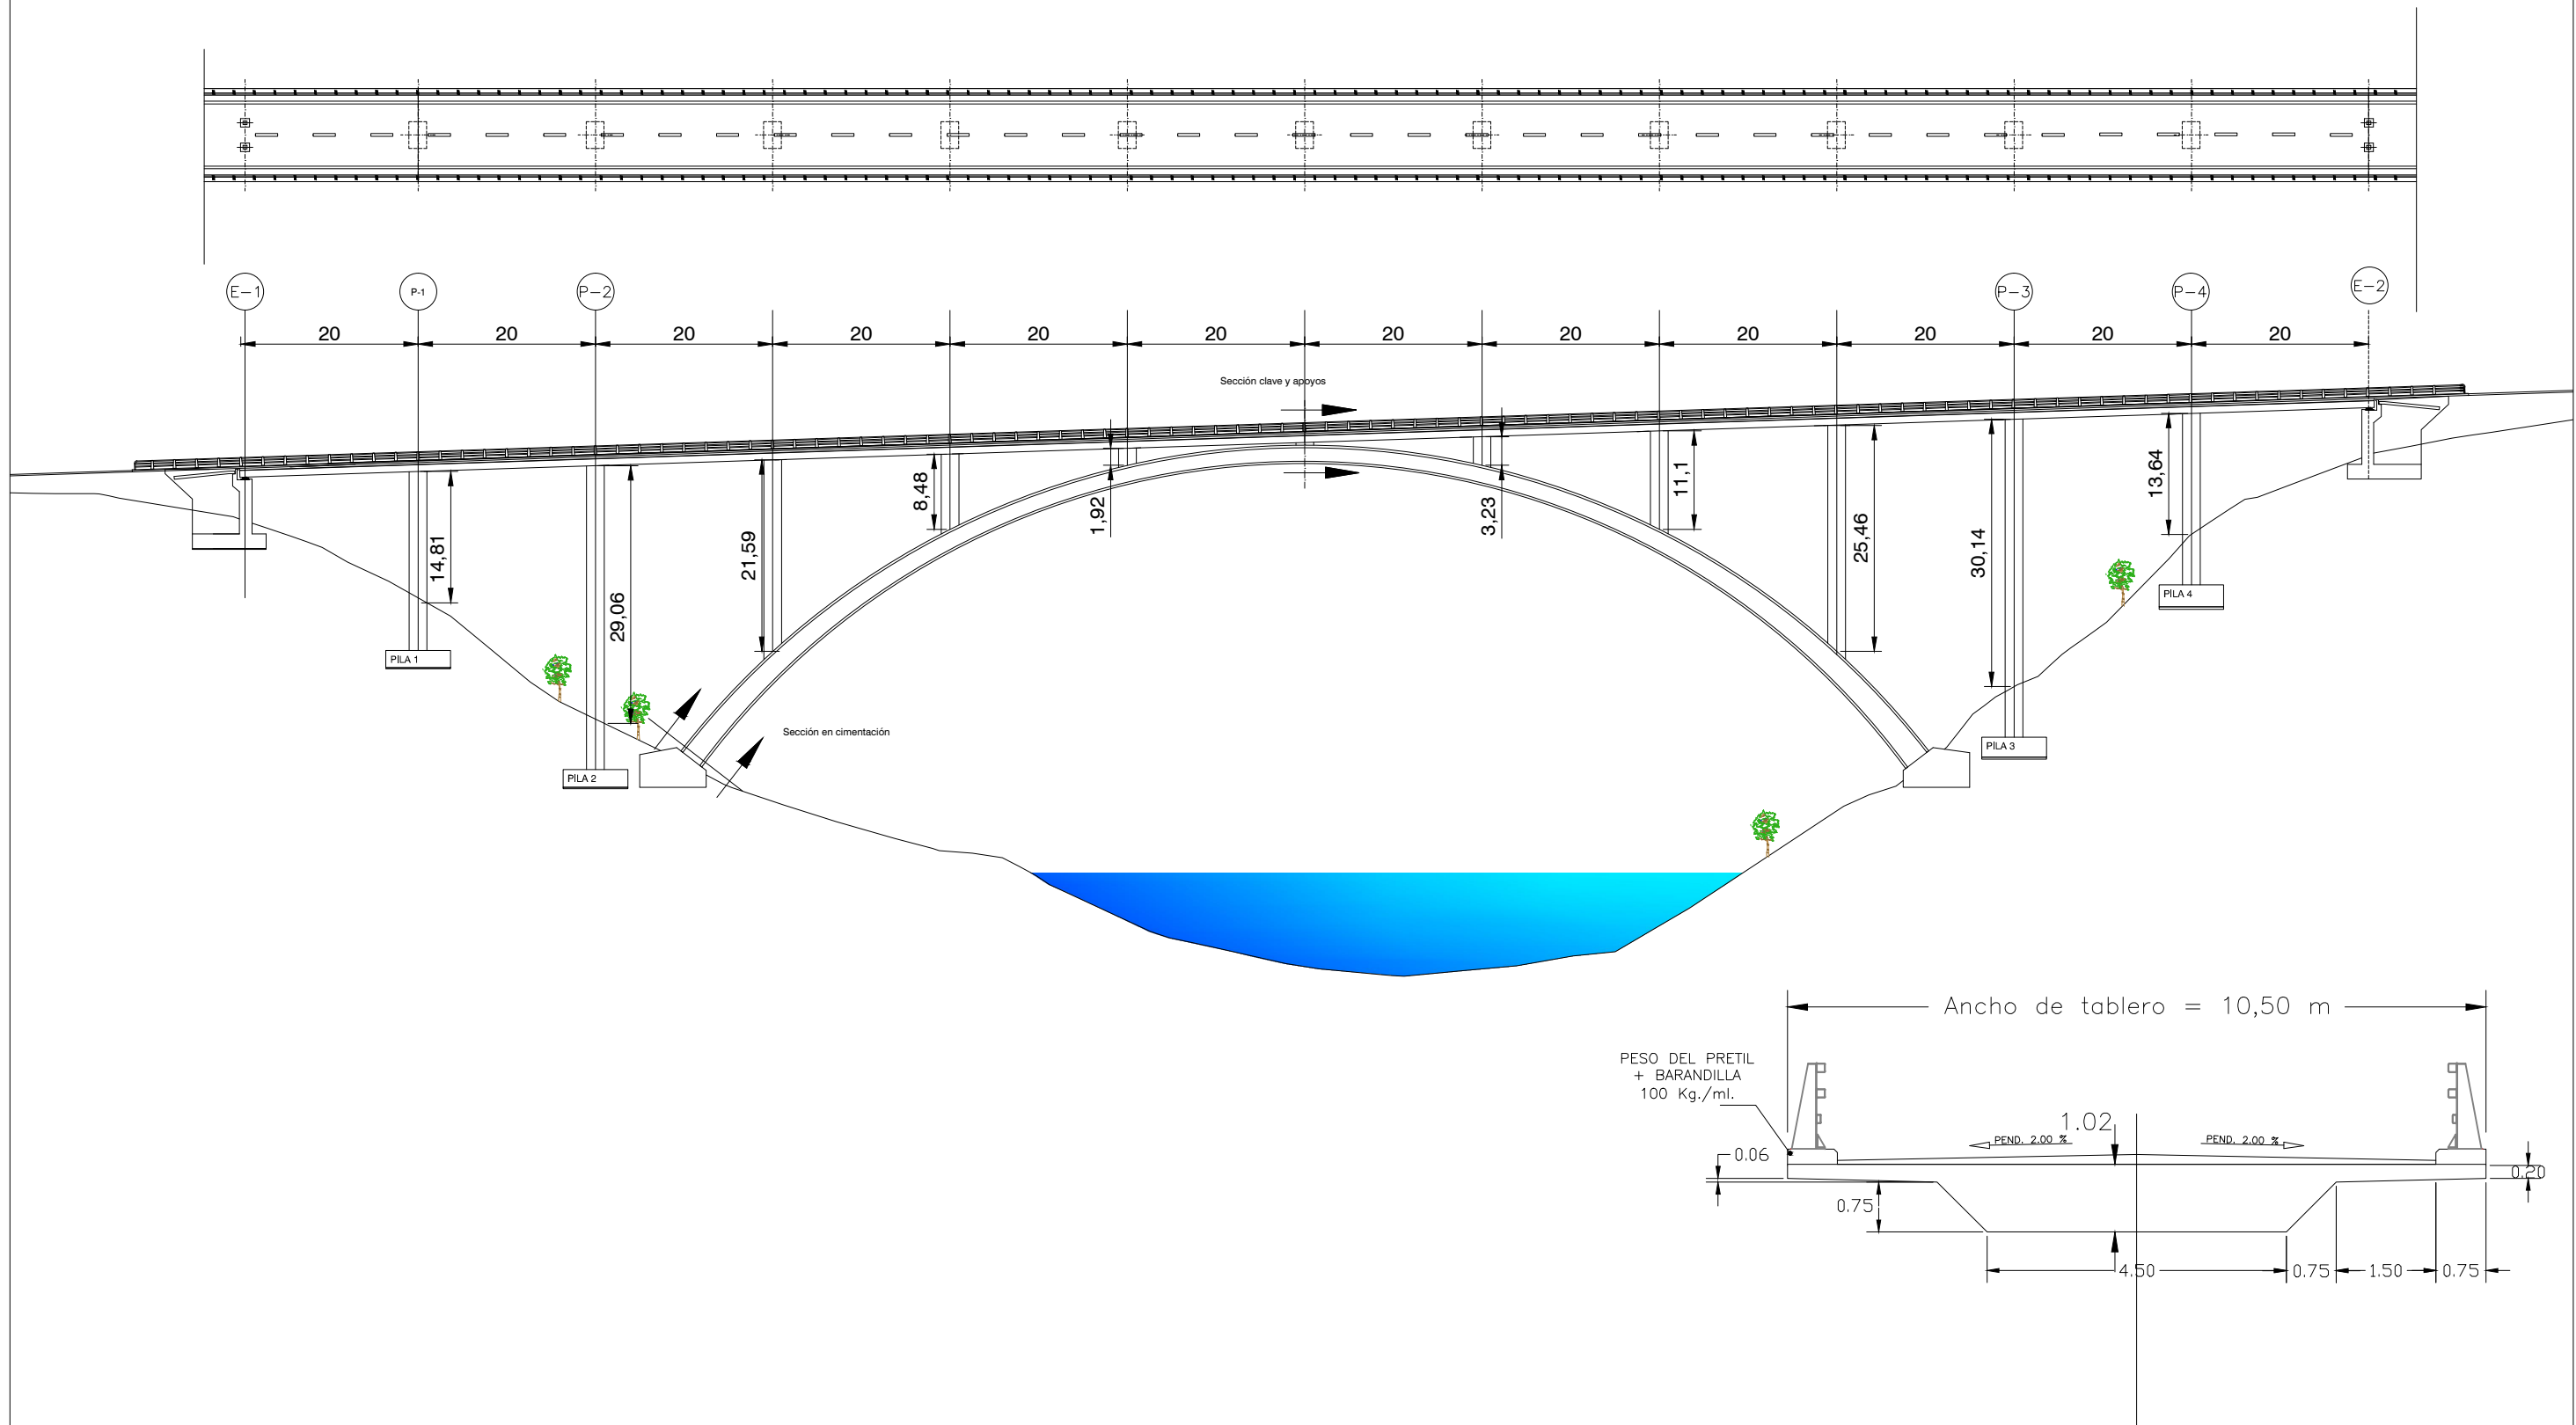 E-1
P-1
P-2
P-3
P-4
E-2
20
20
20
20
20
20
20
20
20
20
20
20
Sección clave y apoyos
14,81
29,06
21,59
8,48
1,92
3,23
11,1
25,46
30,14
13,64
PILA 1
PILA 2
Sección en cimentación
PILA 3
PILA 4
Ancho de tablero = 10,50 m
PESO DEL PRETIL
+ BARANDILLA
100 Kg./ml.
1.02
PEND. 2.00 %
PEND. 2.00 %
0.06
0.20
0.75
4.50
0.75
1.50
0.75